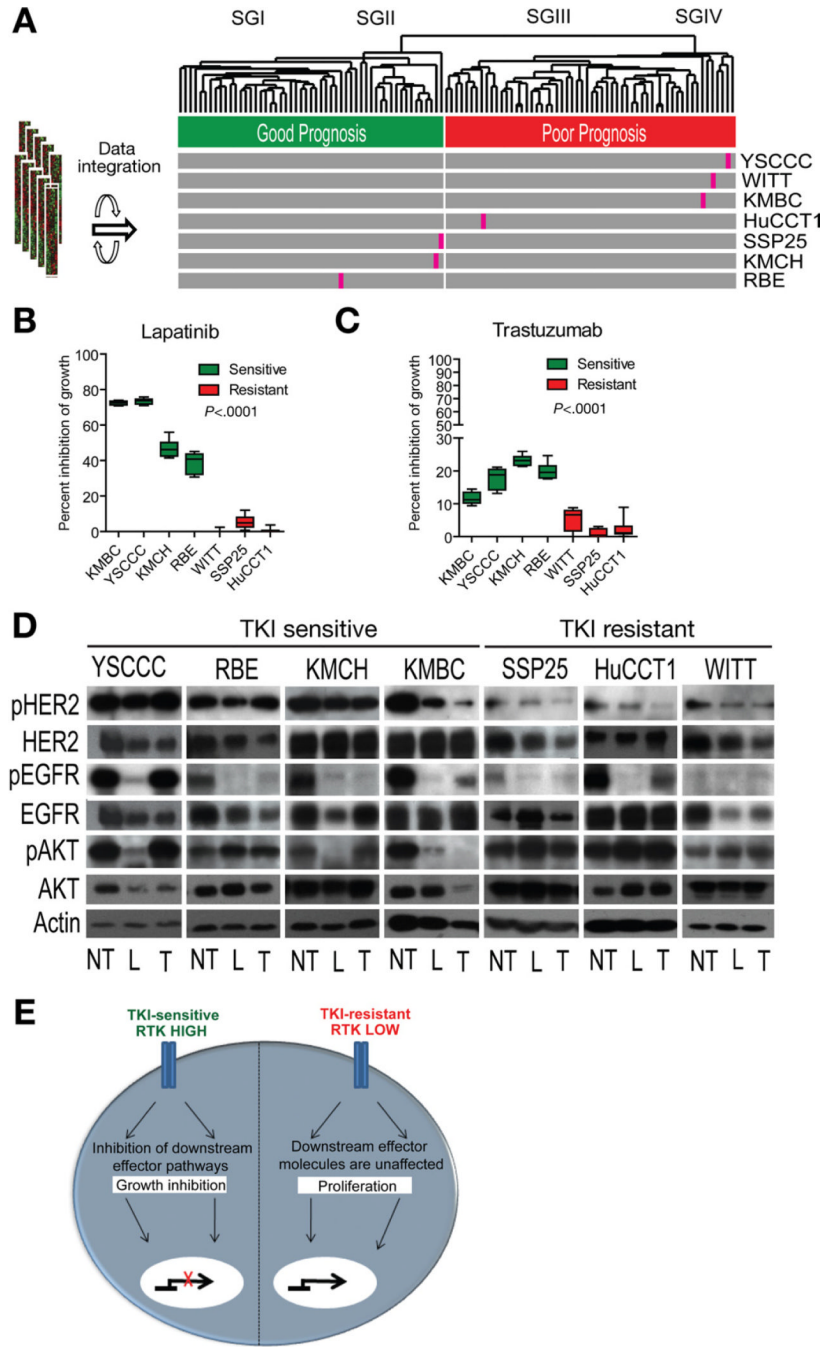 A
SGI SGII SGIII SGIV
Data
integration
Good Prognosis Poor Prognosis
YSCCC
WITT
KMBC
HuCCT1
SSP25
KMCH
RBE
B
Lapatinib
Percent inhibition of growth
100
80
60
40
20
0
Sensitive
Resistant
P<.0001
KMBC YSCCC KMCH RBE WITT SSP25 HuCCT1
C
Trastuzumab
Percent inhibition of growth
100
90
80
70
60
50
30
20
10
0
Sensitive
Resistant
P<.0001
KMBC YSCCC KMCH RBE WITT SSP25 HuCCT1
D
TKI sensitive TKI resistant
YSCCC RBE KMCH KMBC SSP25 HuCCT1 WITT
pHER2
HER2
pEGFR
EGFR
pAKT
AKT
Actin
NT L T NT L T NT L T NT L T NT L T NT L T NT L T
E
TKI-sensitive
RTK HIGH
Inhibition of downstream
effector pathways
Growth inhibition
X
TKI-resistant
RTK LOW
Downstream effector
molecules are unaffected
Proliferation